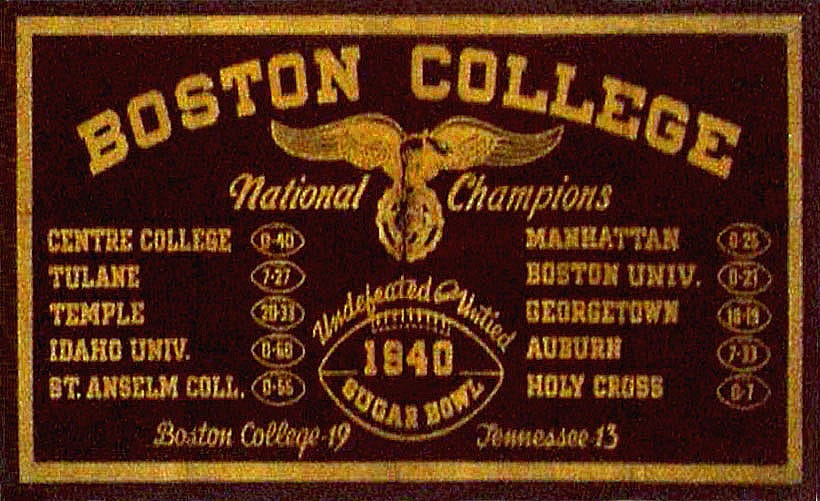 BOSTON COLLEGE
National Champions
CENTRE COLLEGE 0-40
TULANE 7-27
TEMPLE 20-33
IDAHO UNIV. 0-60
ST. ANSELM COLL. 0-55
MANHATTAN 0-25
BOSTON UNIV. 0-21
GEORGETOWN 18-19
AUBURN 7-33
HOLY CROSS 0-7
Undefeated Untied
1940
SUGAR BOWL
Boston College-19 Tennessee-13